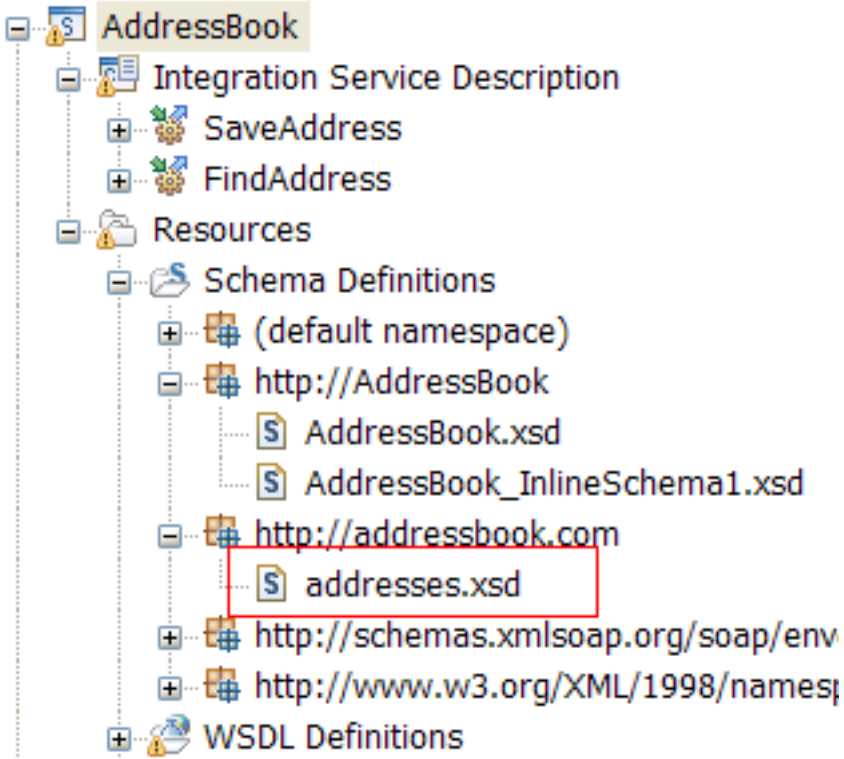 AddressBook
Integration Service Description
SaveAddress
FindAddress
Resources
Schema Definitions
(default namespace)
http://AddressBook
AddressBook.xsd
AddressBook_InlineSchema1.xsd
http://addressbook.com
addresses.xsd
http://schemas.xmlsoap.org/soap/env
http://www.w3.org/XML/1998/namesp
WSDL Definitions